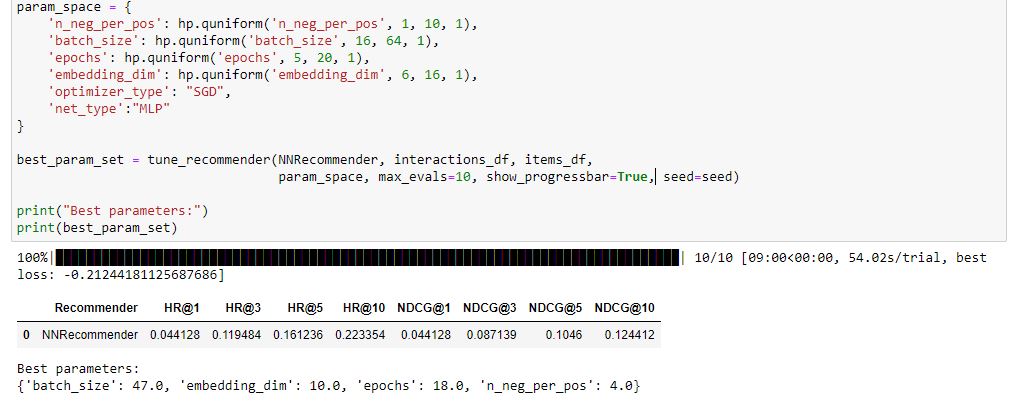 param_space = {
    'n_neg_per_pos': hp.quniform('n_neg_per_pos', 1, 10, 1),
    'batch_size': hp.quniform('batch_size', 16, 64, 1),
    'epochs': hp.quniform('epochs', 5, 20, 1),
    'embedding_dim': hp.quniform('embedding_dim', 6, 16, 1),
    'optimizer_type': "SGD",
    'net_type':"MLP"
}
best_param_set = tune_recommender(NNRecommender, interactions_df, items_df,
                                  param_space, max_evals=10, show_progressbar=True, seed=seed)
print("Best parameters:")
print(best_param_set)
100%| | 10/10 [09:00<00:00, 54.02s/trial, best
loss: -0.21244181125687686]
Recommender HR@1 HR@3 HR@5 HR@10 NDCG@1 NDCG@3 NDCG@5 NDCG@10
0 NNRecommender 0.044128 0.119484 0.161236 0.223354 0.044128 0.087139 0.1046 0.124412
Best parameters:
{'batch_size': 47.0, 'embedding_dim': 10.0, 'epochs': 18.0, 'n_neg_per_pos': 4.0}